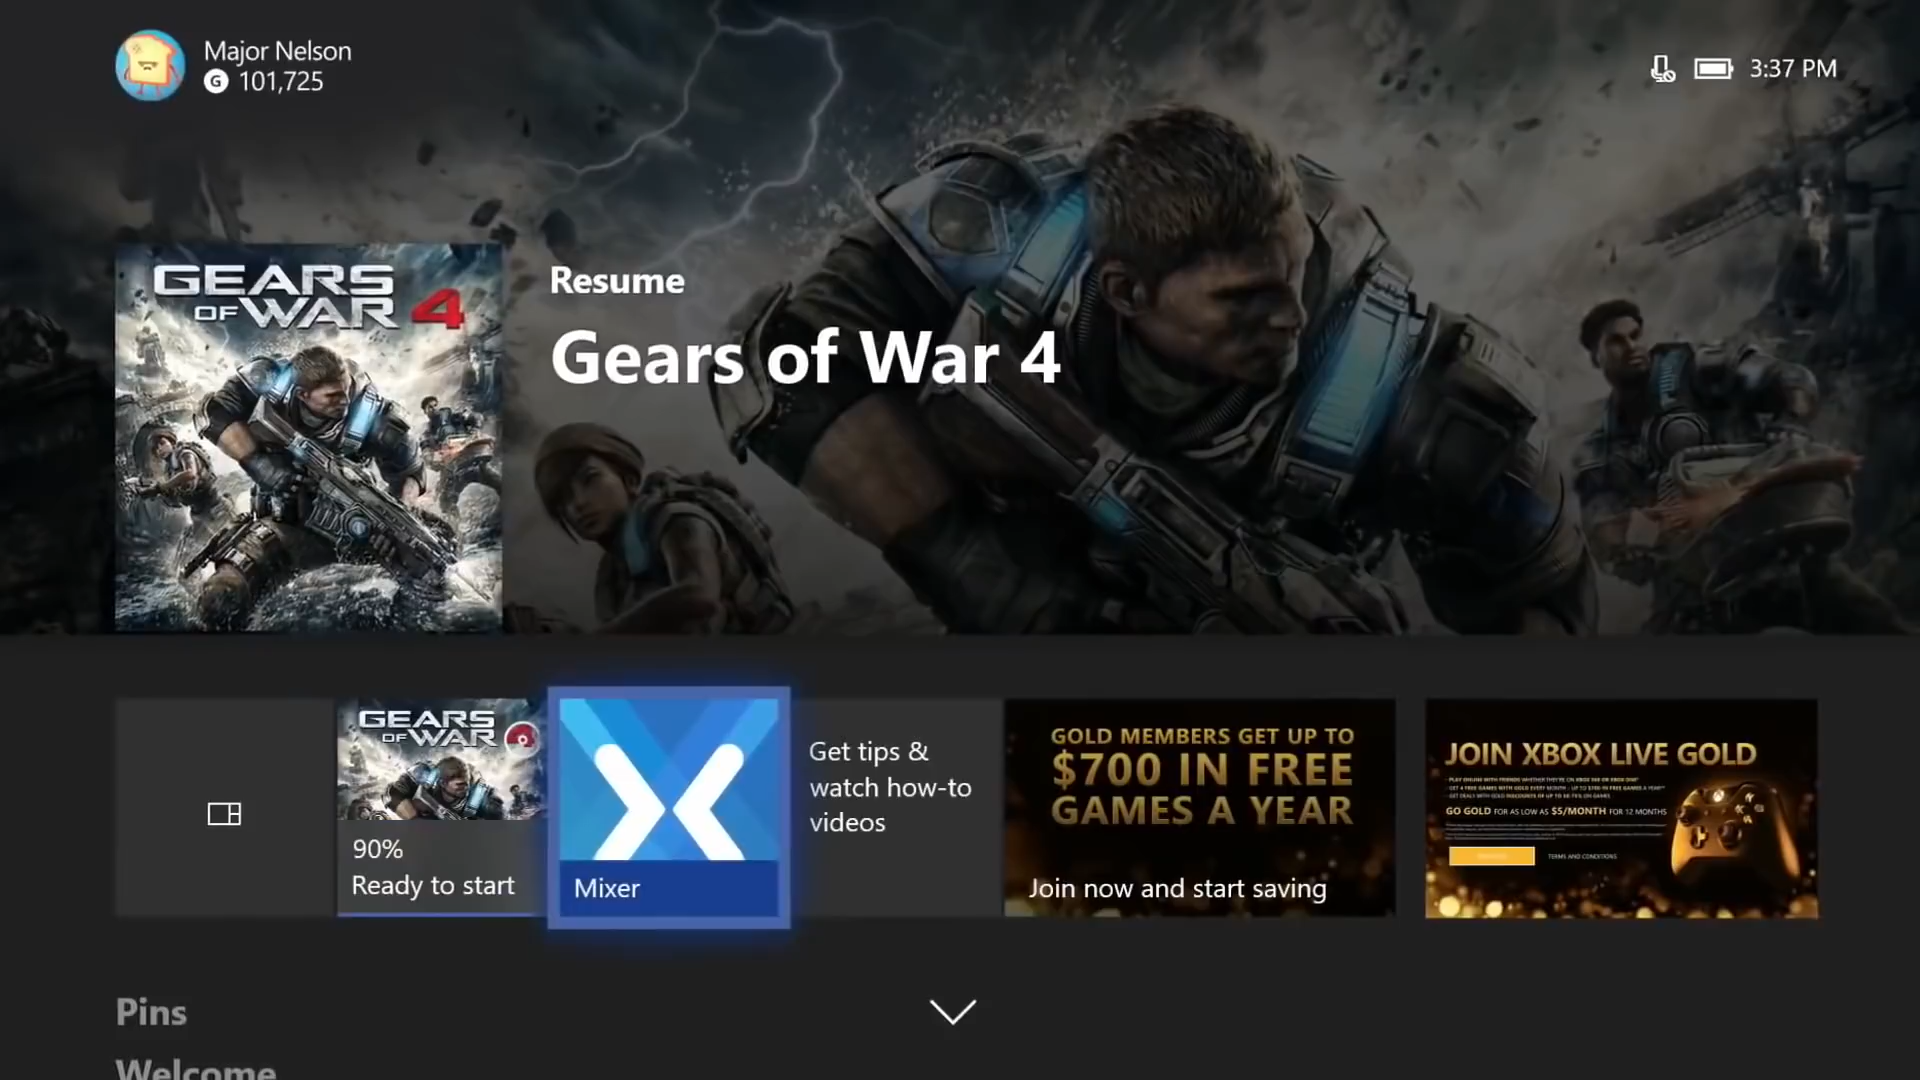 Major Nelson
G 101,725
3:37 PM
GEARS
OF WAR 4
Resume
Gears of War 4
GEARS
OF WAR
90%
Ready to start
Mixer
Get tips &
watch how-to
videos
GOLD MEMBERS GET UP TO
$700 IN FREE
GAMES A YEAR
Join now and start saving
JOIN XBOX LIVE GOLD
GO GOLD FOR AS LOW AS $5/MONTH FOR 12 MONTHS
TERMS AND CONDITIONS
Pins
Welcome